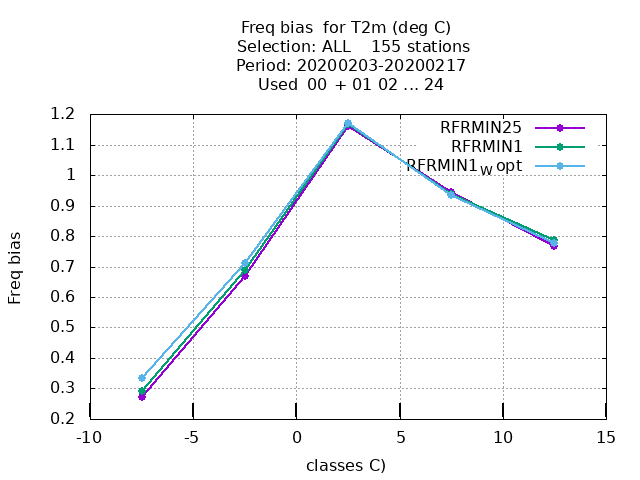 Freq bias  for T2m (deg C)
Selection: ALL    155 stations
Period: 20200203-20200217
Used  00 + 01 02 ... 24
1.2
1.1
1
0.9
0.8
0.7
0.6
0.5
0.4
0.3
0.2
Freq bias
RFRMIN25
RFRMIN1
RFRMIN1W opt
-10
-5
0
5
10
15
classes C)